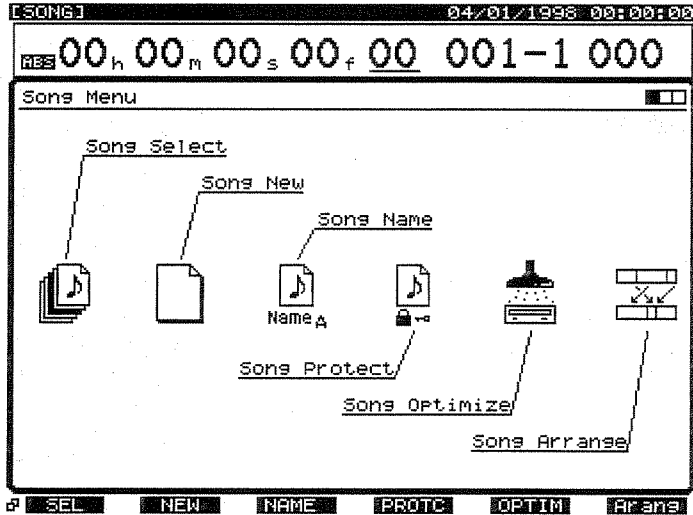 [SONG] 04/01/1998 00:00:00
ABS 00h 00m 00s 00f 00 001-1 000
Song Menu
Song Select
Song New
Song Name
Name A
Song Protect
Song Optimize
Song Arrange
SEL NEW NAME PROTC OPTIM Arang